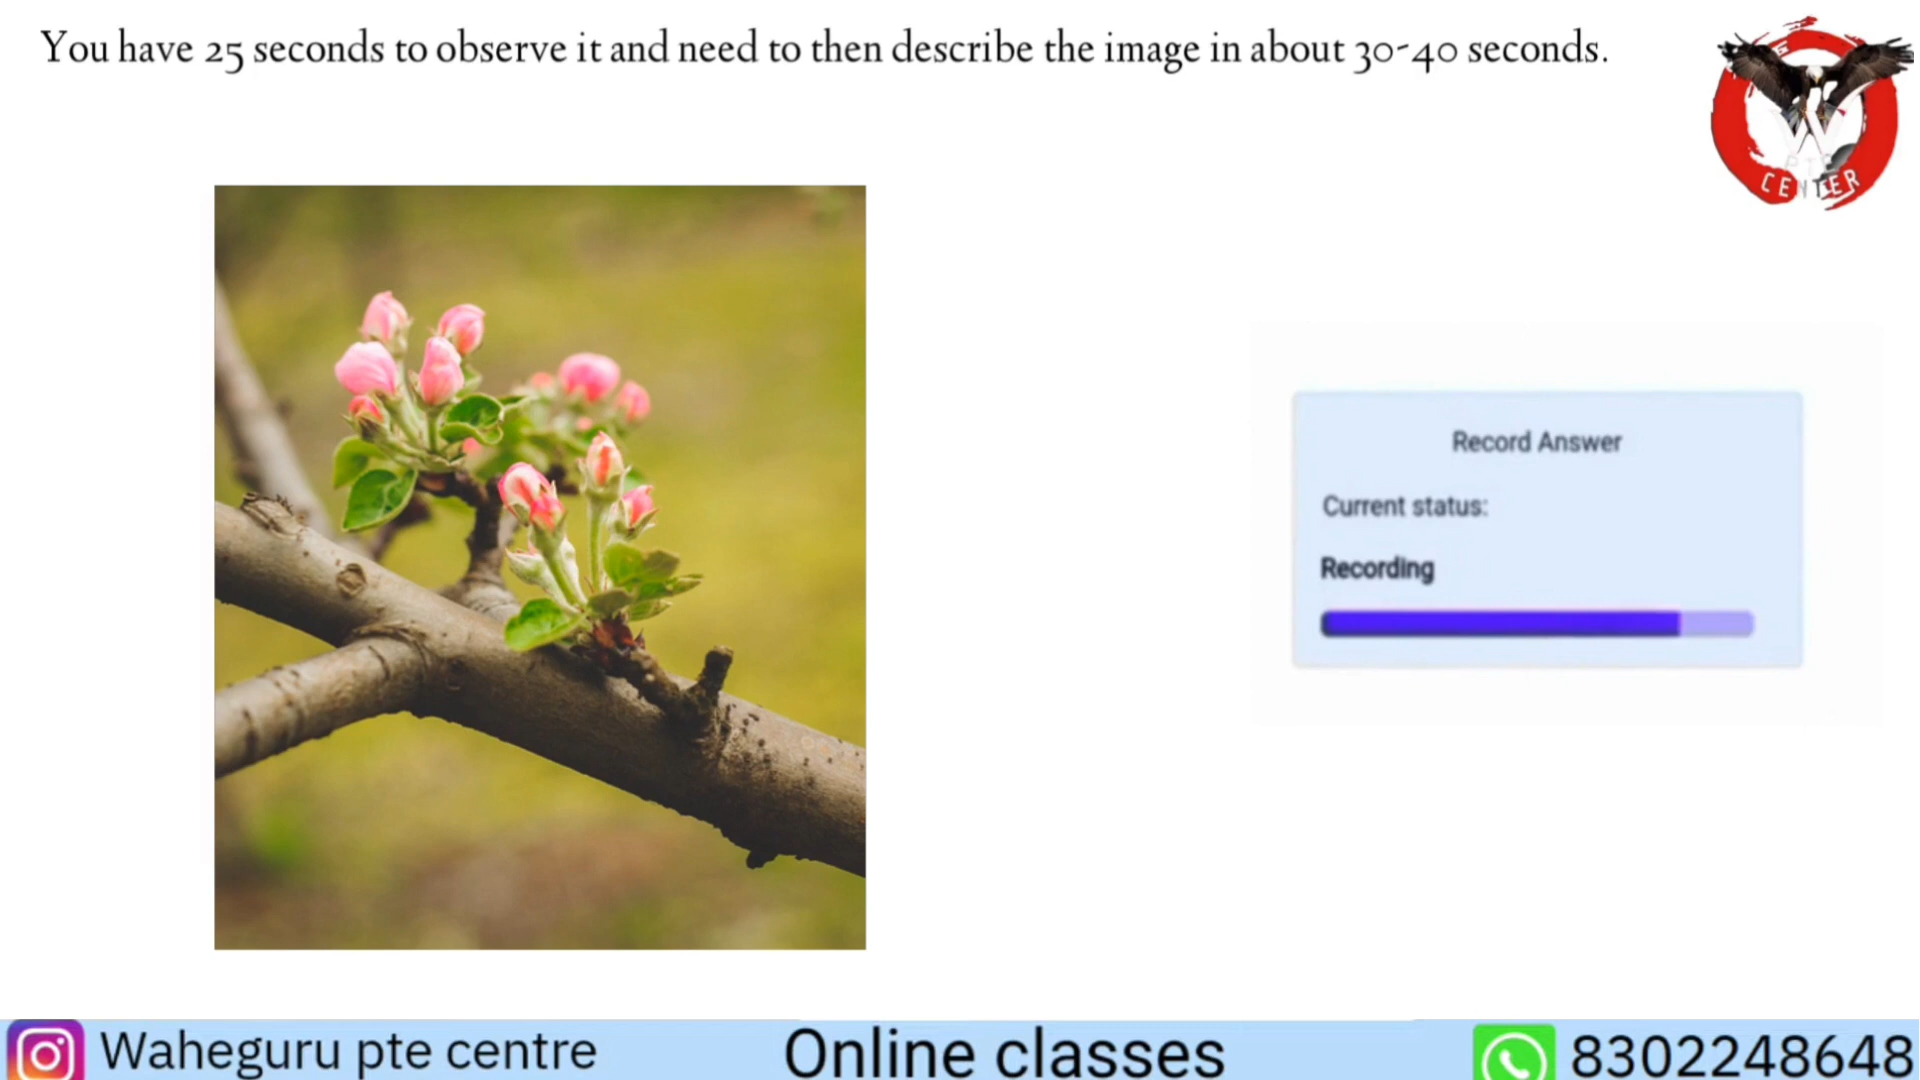 You have 25 seconds to observe it and need to then describe the image in about 30-40 seconds.
W
PTE
CENTER
Record Answer
Current status:
Recording
Waheguru pte centre
Online classes
8302248648